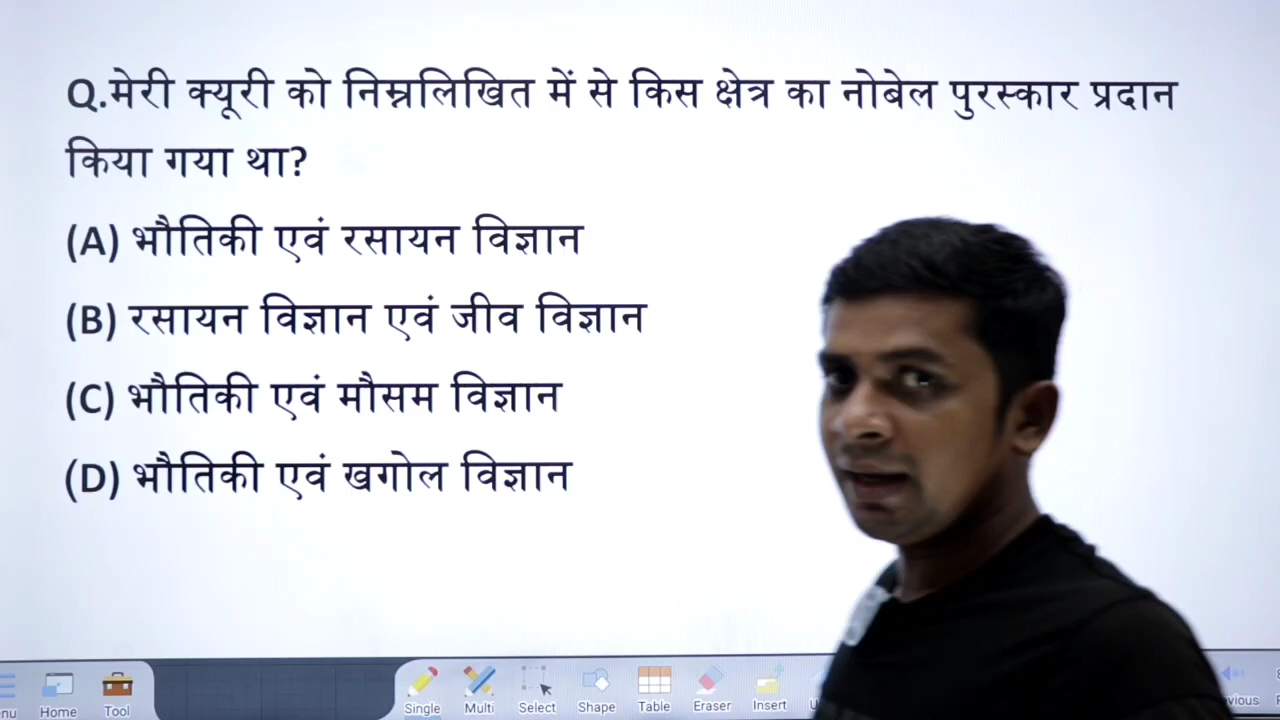 Q.मेरी क्यूरी को निम्नलिखित में से किस क्षेत्र का नोबेल पुरस्कार प्रदान
किया गया था?
(A) भौतिकी एवं रसायन विज्ञान
(B) रसायन विज्ञान एवं जीव विज्ञान
(C) भौतिकी एवं मौसम विज्ञान
(D) भौतिकी एवं खगोल विज्ञान
Home Tool Single Multi Select Shape Table Eraser Insert